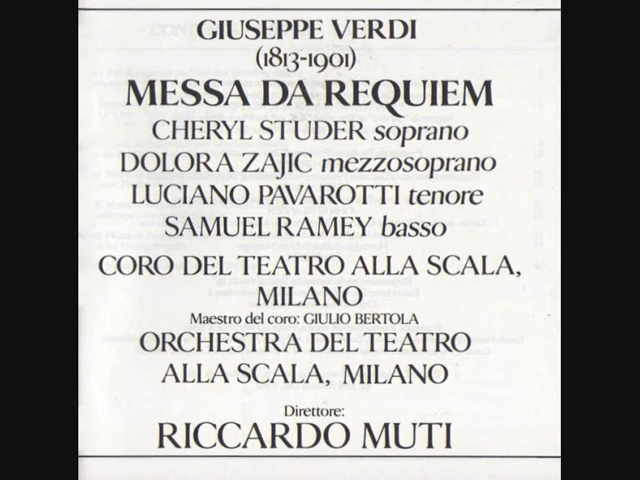 GIUSEPPE VERDI
(1813-1901)
MESSA DA REQUIEM
CHERYL STUDER soprano
DOLORA ZAJIC mezzosoprano
LUCIANO PAVAROTTI tenore
SAMUEL RAMEY basso
CORO DEL TEATRO ALLA SCALA,
MILANO
Maestro del coro: GIULIO BERTOLA
ORCHESTRA DEL TEATRO
ALLA SCALA, MILANO
Direttore:
RICCARDO MUTI